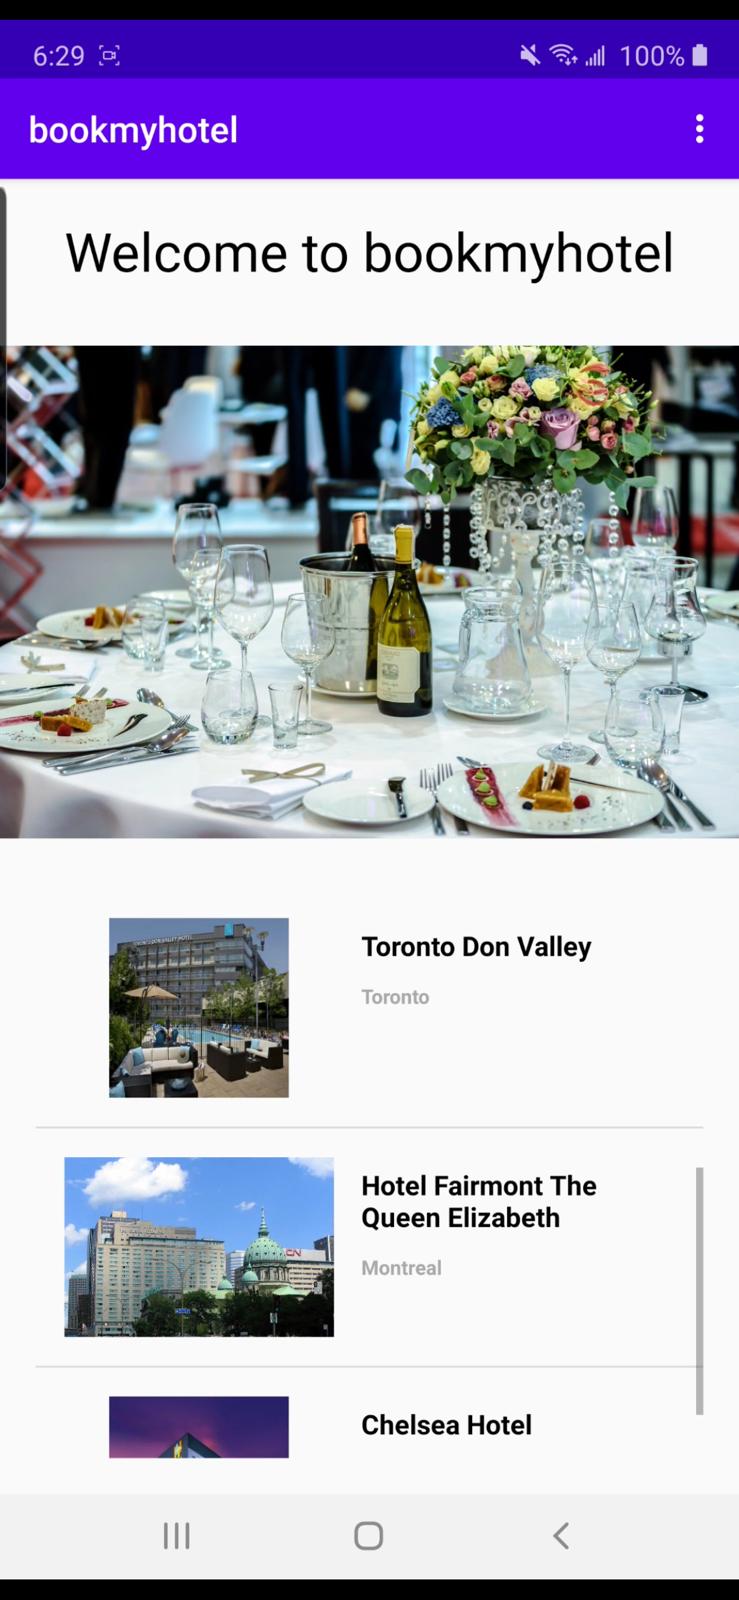 6:29
100%
bookmyhotel
Welcome to bookmyhotel
Toronto Don Valley
Toronto
Hotel Fairmont The
Queen Elizabeth
CN
Montreal
Chelsea Hotel